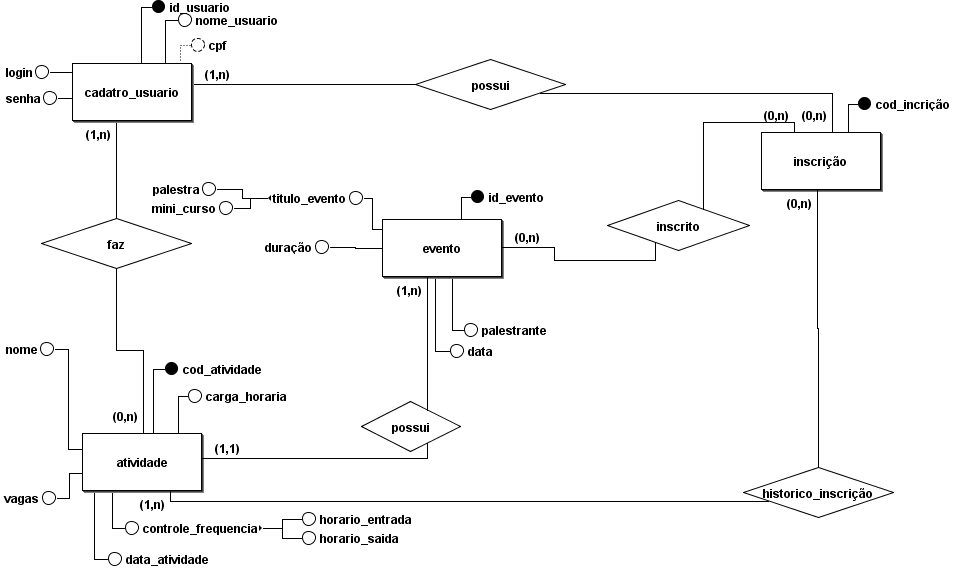 id_usuario
nome_usuario
cpf
login
senha
cadatro_usuario
(1,n)
possui
(0,n)
(0,n)
cod_incrição
inscrição
(1,n)
(0,n)
palestra
mini_curso
titulo_evento
id_evento
inscrito
faz
duração
evento
(0,n)
(1,n)
palestrante
data
nome
cod_atividade
carga_horaria
(0,n)
possui
(1,1)
atividade
vagas
(1,n)
historico_inscrição
controle_frequencia
horario_entrada
horario_saida
data_atividade